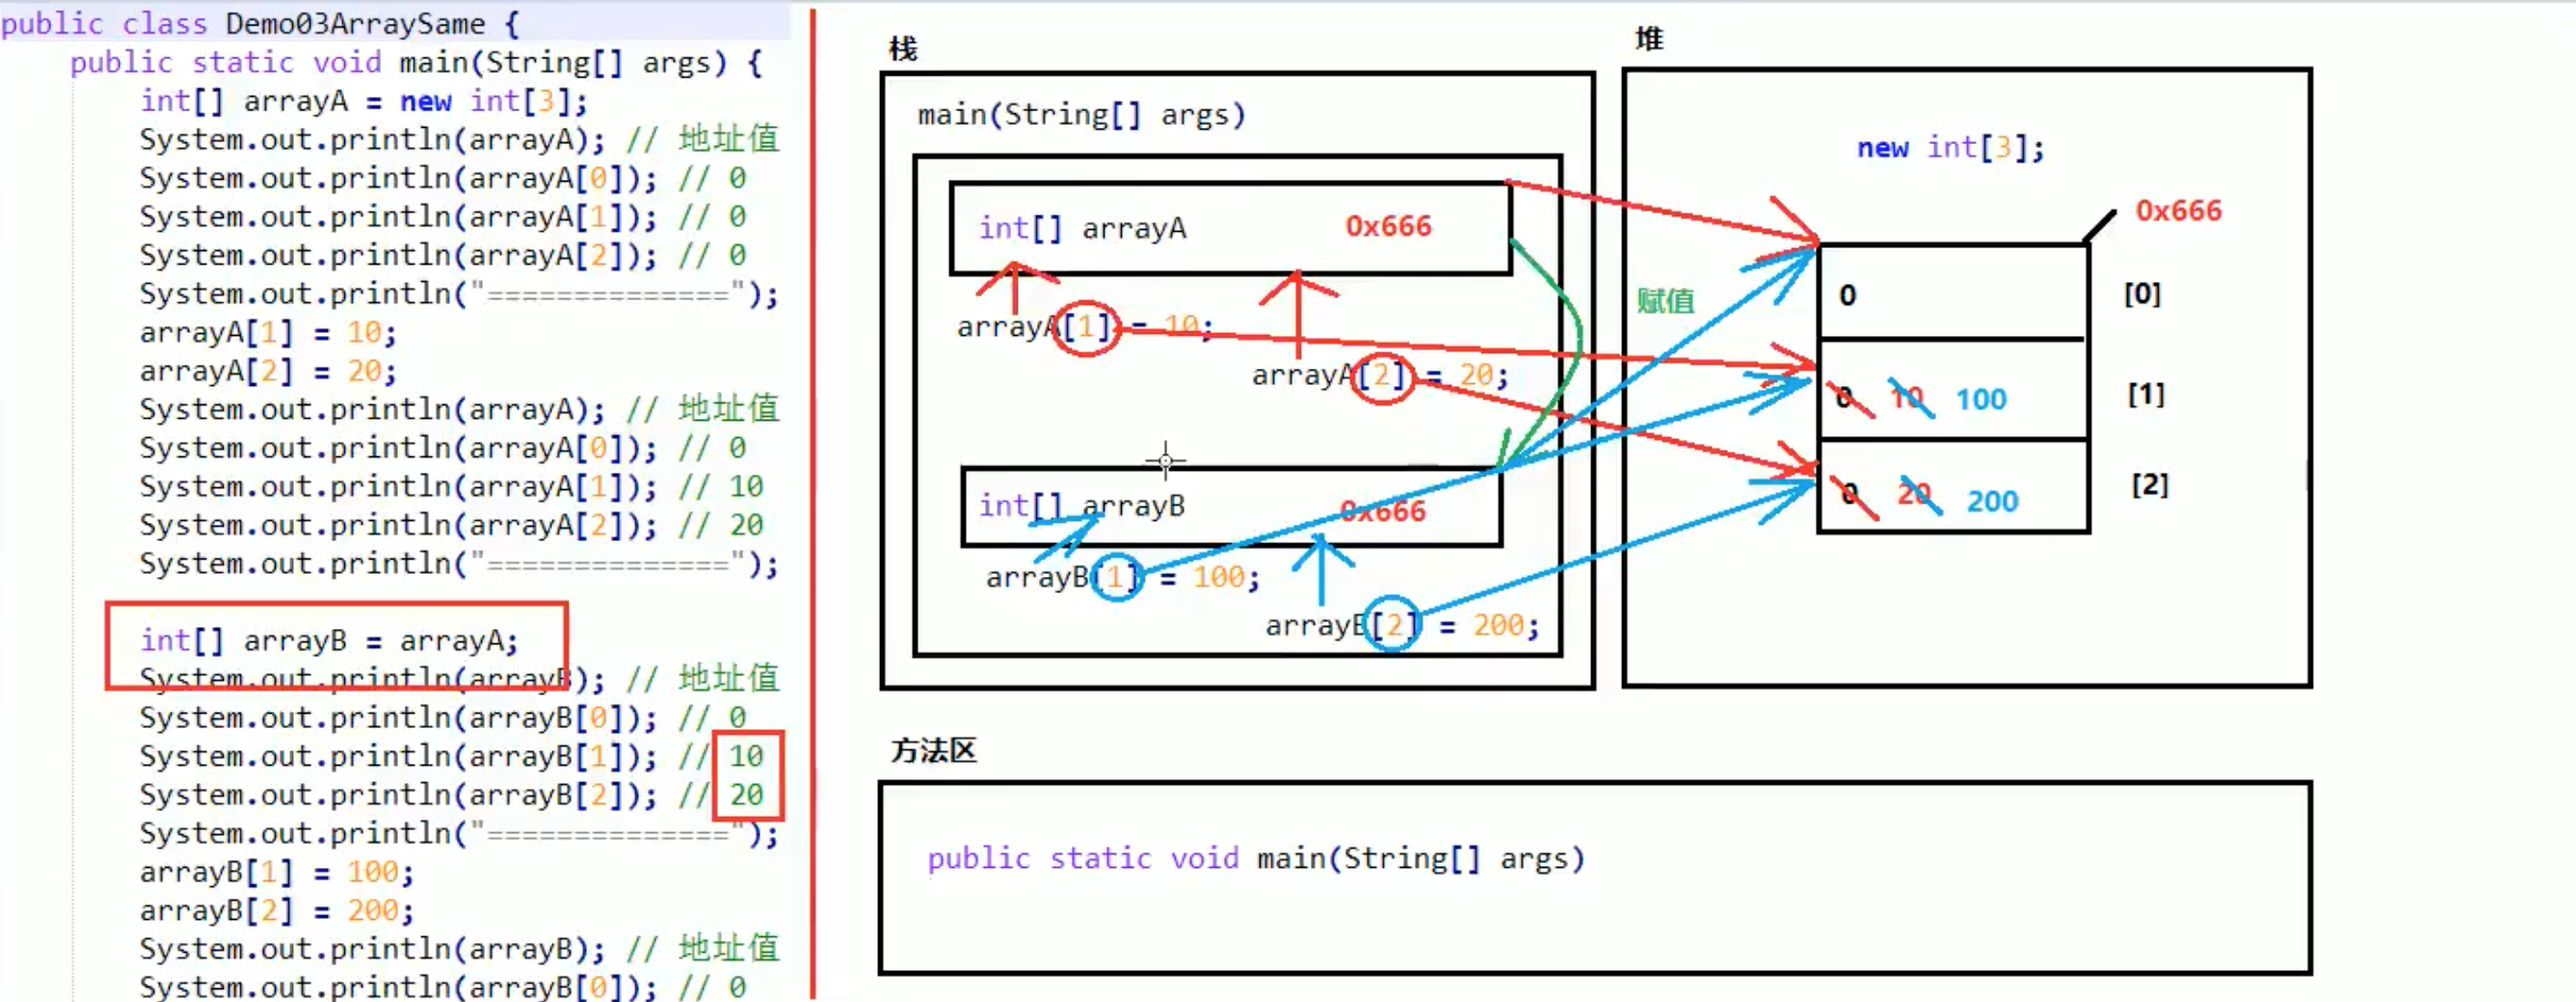 public class Demo03ArraySame {
public static void main(String[] args) {
int[] arrayA = new int[3];
System.out.println(arrayA); // 地址值
System.out.println(arrayA[0]); // 0
System.out.println(arrayA[1]); // 0
System.out.println(arrayA[2]); // 0
System.out.println("==============");
arrayA[1] = 10;
arrayA[2] = 20;
System.out.println(arrayA); // 地址值
System.out.println(arrayA[0]); // 0
System.out.println(arrayA[1]); // 10
System.out.println(arrayA[2]); // 20
System.out.println("==============");
int[] arrayB = arrayA;
System.out.println(arrayB); // 地址值
System.out.println(arrayB[0]); // 0
System.out.println(arrayB[1]); // 10
System.out.println(arrayB[2]); // 20
System.out.println("==============");
arrayB[1] = 100;
arrayB[2] = 200;
System.out.println(arrayB); // 地址值
System.out.println(arrayB[0]); // 0
栈
main(String[] args)
int[] arrayA 0x666
arrayA[1] = 10;
arrayA[2] = 20;
int[] arrayB 0x666
arrayB[1] = 100;
arrayB[2] = 200;
赋值
堆
new int[3];
0x666
0 [0]
0 10 100 [1]
0 20 200 [2]
方法区
public static void main(String[] args)